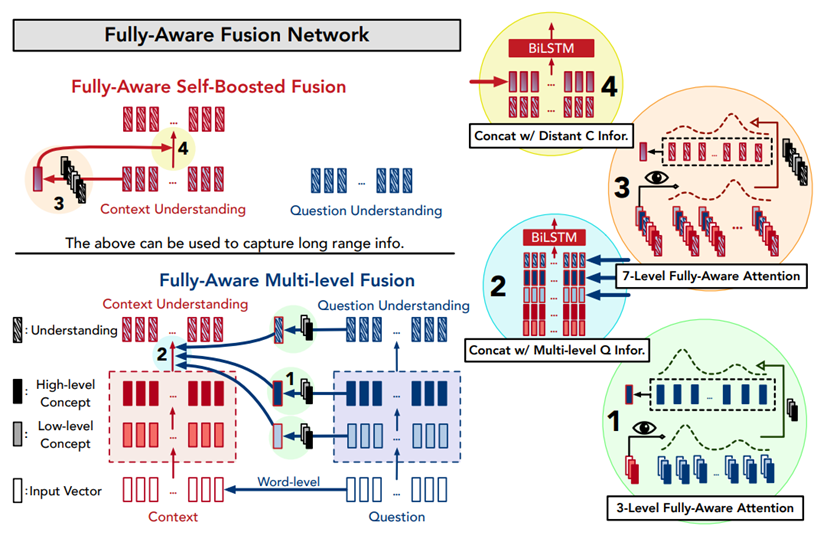 Fully-Aware Fusion Network
Fully-Aware Self-Boosted Fusion
...
4
3
...
...
Context Understanding
Question Understanding
The above can be used to capture long range info.
Fully-Aware Multi-level Fusion
Context Understanding
Question Understanding
: Understanding
...
...
2
1
: High-level
Concept
...
...
: Low-level
Concept
...
...
:Input Vector
...
Word-level
...
Context
Question
BiLSTM
...
4
...
Concat w/ Distant C Infor.
...
3
...
7-Level Fully-Aware Attention
BiLSTM
2
...
...
...
...
...
Concat w/ Multi-level Q Infor.
1
...
...
3-Level Fully-Aware Attention